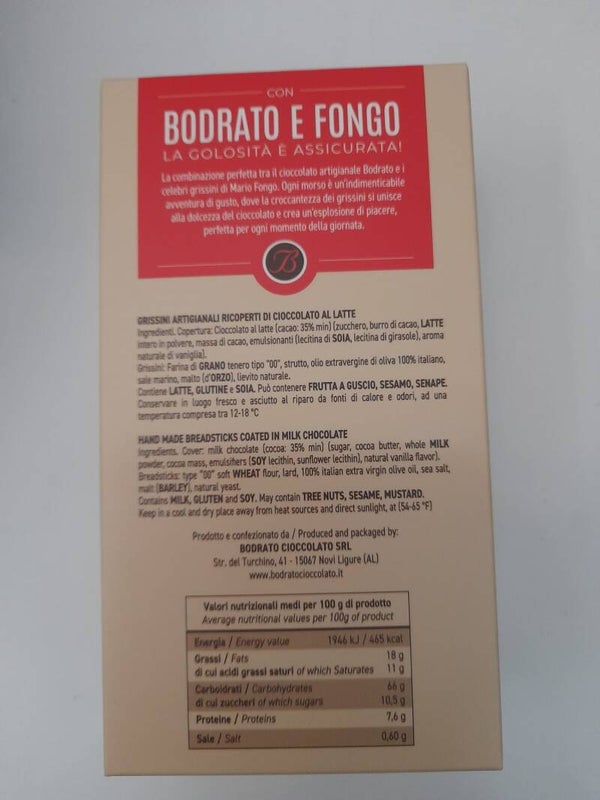 CON
BODRATO E FONGO
LA GOLOSITÀ È ASSICURATA!
La combinazione perfetta tra il cioccolato artigianale Bodrato e i
celebri grissini di Mario Fongo. Ogni morso è un'indimenticabile
avventura di gusto, dove la croccantezza dei grissini si unisce
alla dolcezza del cioccolato e crea un'esplosione di piacere,
perfetta per ogni momento della giornata.
B
GRISSINI ARTIGIANALI RICOPERTI DI CIOCCOLATO AL LATTE
Ingredienti. Copertura: Cioccolato al latte (cacao: 35% min) (zucchero, burro di cacao, LATTE
intero in polvere, massa di cacao, emulsionanti (lecitina di SOIA, lecitina di girasole), aroma
naturale di vaniglia).
Grissini: Farina di GRANO tenero tipo "00", strutto, olio extravergine di oliva 100% italiano,
sale marino, malto (d'ORZO), lievito naturale.
Contiene LATTE, GLUTINE e SOIA. Può contenere FRUTTA A GUSCIO, SESAMO, SENAPE.
Conservare in luogo fresco e asciutto al riparo da fonti di calore e odori, ad una
temperatura compresa tra 12-18 °C
HAND MADE BREADSTICKS COATED IN MILK CHOCOLATE
Ingredients. Cover: milk chocolate (cocoa: 35% min) (sugar, cocoa butter, whole MILK
powder, cocoa mass, emulsifiers (SOY lecithin, sunflower lecithin), natural vanilla flavor).
Breadsticks: type "00" soft WHEAT flour, lard, 100% italian extra virgin olive oil, sea salt,
malt (BARLEY), natural yeast.
Contains MILK, GLUTEN and SOY. May contain TREE NUTS, SESAME, MUSTARD.
Keep in a cool and dry place away from heat sources and direct sunlight, at (54-65 °F)
Prodotto e confezionato da / Produced and packaged by:
BODRATO CIOCCOLATO SRL
Str. del Turchino, 41 - 15067 Novi Ligure (AL)
www.bodratocioccolato.it
Valori nutrizionali medi per 100 g di prodotto
Average nutritional values per 100g of product
Energia / Energy value 1946 kJ / 465 kcal
Grassi / Fats 18 g
di cui acidi grassi saturi of which Saturates 11 g
Carboidrati / Carbohydrates 66 g
di cui zuccheri of which sugars 10,5 g
Proteine / Proteins 7,6 g
Sale / Salt 0,60 g